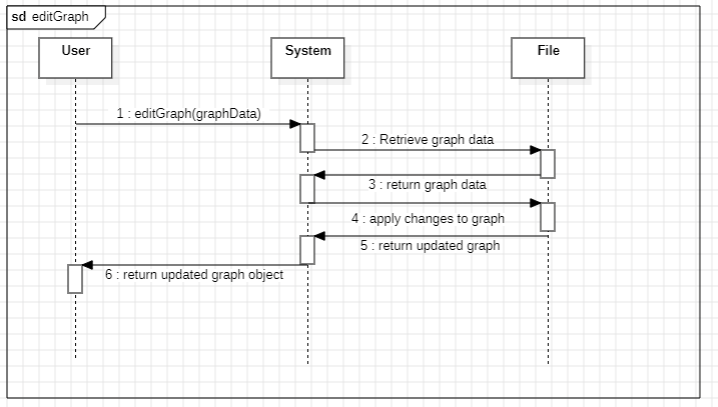 sd editGraph
User
System
File
1 : editGraph(graphData)
2 : Retrieve graph data
3 : return graph data
4 : apply changes to graph
5 : return updated graph
6 : return updated graph object